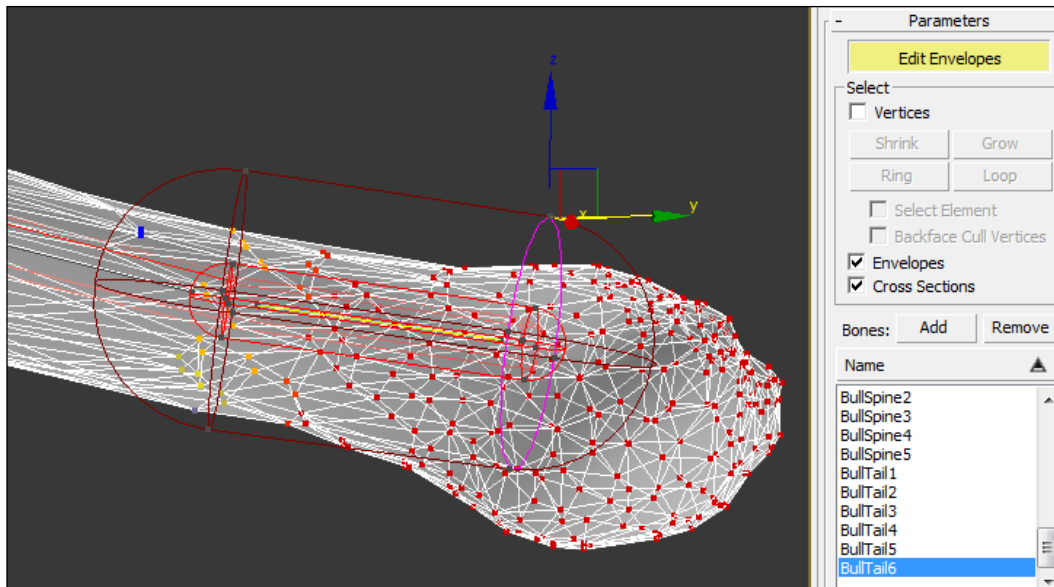 - Parameters
Edit Envelopes
Select
Vertices
Shrink Grow
Ring Loop
Select Element
Backface Cull Vertices
Envelopes
Cross Sections
Bones: Add Remove
Name
BullSpine2
BullSpine3
BullSpine4
BullSpine5
BullTail1
BullTail2
BullTail3
BullTail4
BullTail5
BullTail6
z
x
y